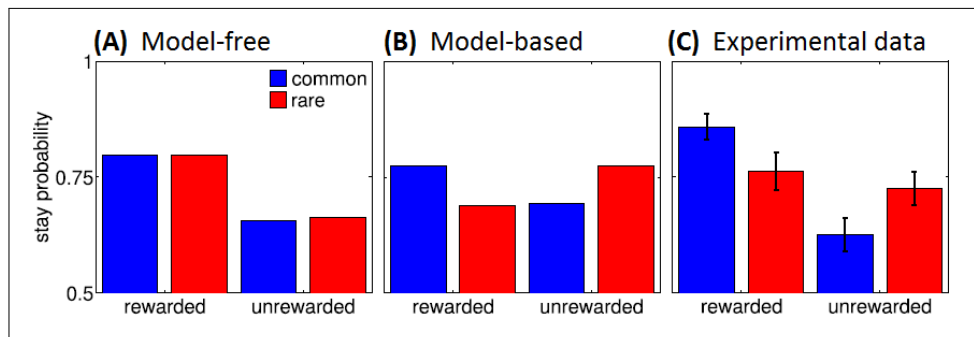 (A) Model-free
(B) Model-based
(C) Experimental data
1
common
rare
stay probability
0.75
0.5
rewarded unrewarded
rewarded unrewarded
rewarded unrewarded